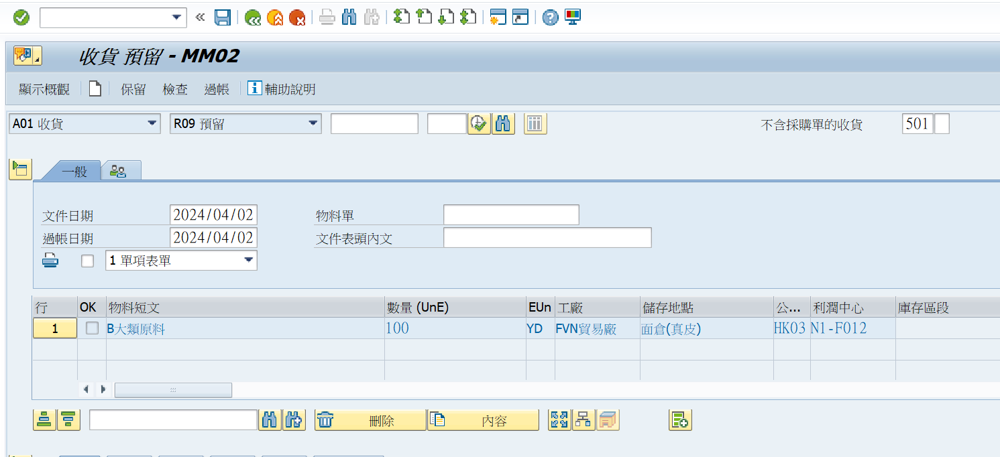 收貨 預留 - MM02
顯示概觀 保留 檢查 過帳 輔助說明
A01 收貨 R09 預留 不含採購單的收貨 501
一般
文件日期 2024/04/02 物料單
過帳日期 2024/04/02 文件表頭內文
1 單項表單
行 OK 物料短文 數量 (UnE) EUn 工廠 儲存地點 公... 利潤中心 庫存區段
1 B大類原料 100 YD FVN貿易廠 面倉(真皮) HK03 N1-F012
刪除 內容